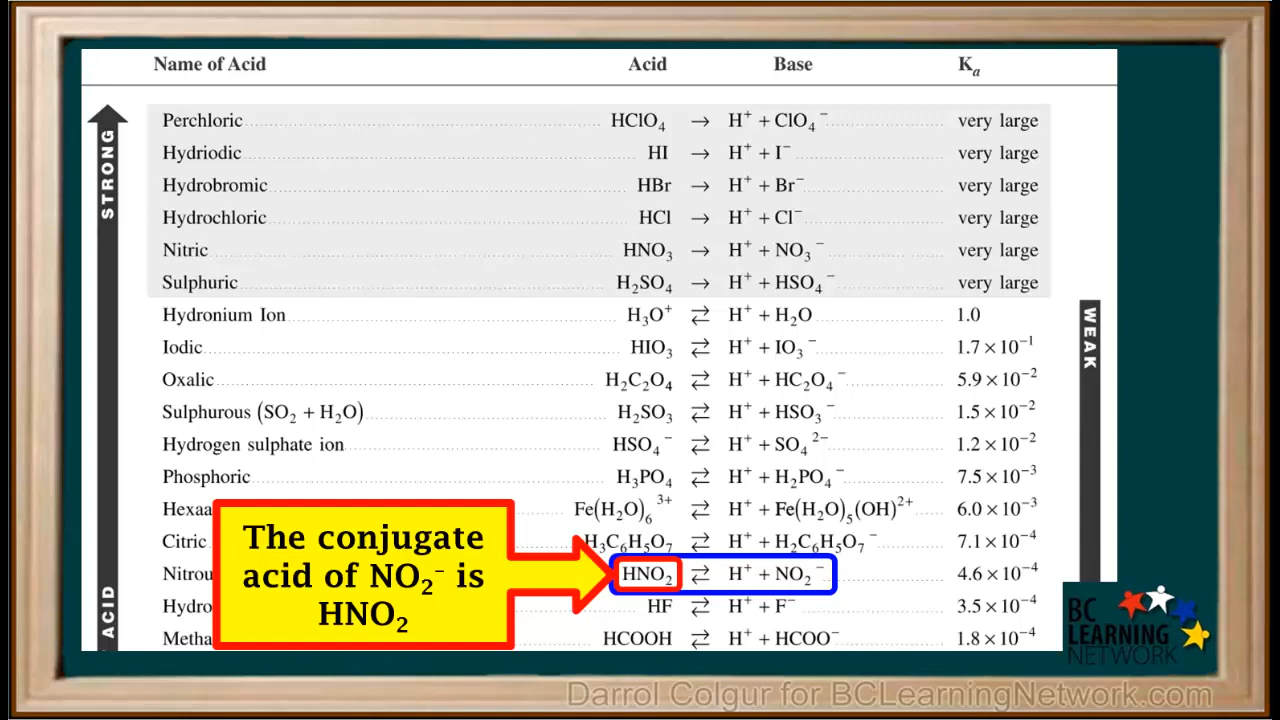 Name of Acid Acid Base Kₐ
STRONG
Perchloric HClO₄ → H⁺ + ClO₄⁻ very large
Hydriodic HI → H⁺ + I⁻ very large
Hydrobromic HBr → H⁺ + Br⁻ very large
Hydrochloric HCl → H⁺ + Cl⁻ very large
Nitric HNO₃ → H⁺ + NO₃⁻ very large
Sulphuric H₂SO₄ → H⁺ + HSO₄⁻ very large
Hydronium Ion H₃O⁺ ⇄ H⁺ + H₂O 1.0
WEAK
Iodic HIO₃ ⇄ H⁺ + IO₃⁻ 1.7 × 10⁻¹
Oxalic H₂C₂O₄ ⇄ H⁺ + HC₂O₄⁻ 5.9 × 10⁻²
Sulphurous (SO₂ + H₂O) H₂SO₃ ⇄ H⁺ + HSO₃⁻ 1.5 × 10⁻²
Hydrogen sulphate ion HSO₄⁻ ⇄ H⁺ + SO₄²⁻ 1.2 × 10⁻²
Phosphoric H₃PO₄ ⇄ H⁺ + H₂PO₄⁻ 7.5 × 10⁻³
Hexaa Fe(H₂O)₆³⁺ ⇄ H⁺ + Fe(H₂O)₅(OH)²⁺ 6.0 × 10⁻³
Citric H₃C₆H₅O₇ ⇄ H⁺ + H₂C₆H₅O₇⁻ 7.1 × 10⁻⁴
Nitrou HNO₂ ⇄ H⁺ + NO₂⁻ 4.6 × 10⁻⁴
Hydro HF ⇄ H⁺ + F⁻ 3.5 × 10⁻⁴
Metha HCOOH ⇄ H⁺ + HCOO⁻ 1.8 × 10⁻⁴
ACID
The conjugate
acid of NO₂⁻ is
HNO₂
BC
LEARNING
NETWORK
Darrol Colgur for BCLearningNetwork.com